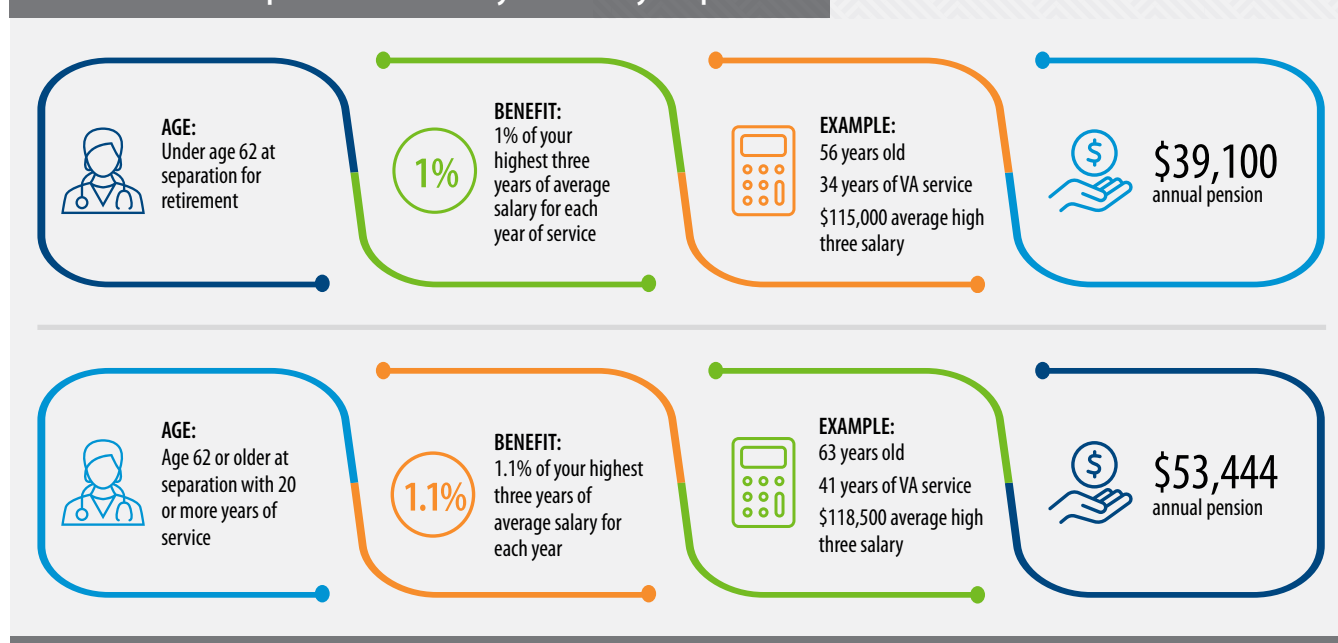 AGE:
Under age 62 at
separation for
retirement
1%
BENEFIT:
1% of your
highest three
years of average
salary for each
year of service
EXAMPLE:
56 years old
34 years of VA service
$115,000 average high
three salary
$
$39,100
annual pension
AGE:
Age 62 or older at
separation with 20
or more years of
service
1.1%
BENEFIT:
1.1% of your highest
three years of
average salary for
each year
EXAMPLE:
63 years old
41 years of VA service
$118,500 average high
three salary
$
$53,444
annual pension